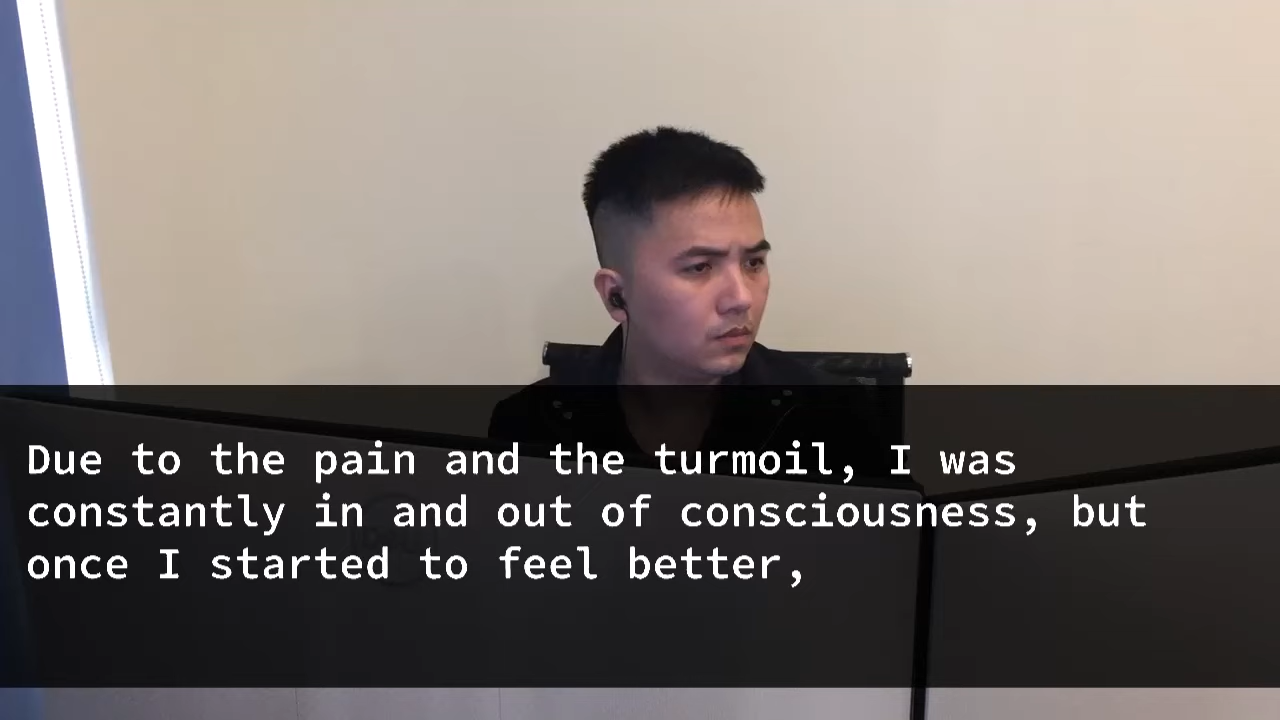 Due to the pain and the turmoil, I was
constantly in and out of consciousness, but
once I started to feel better,